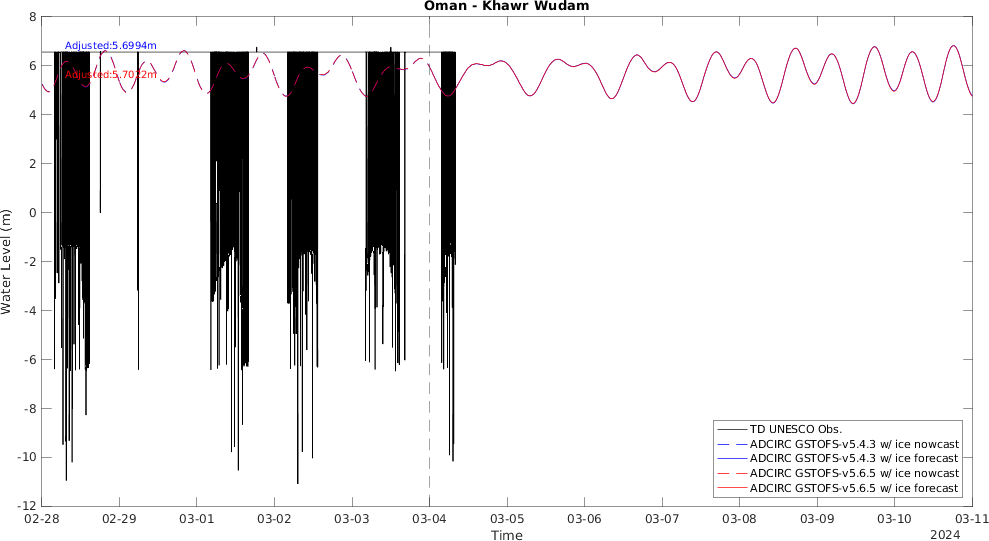 Oman - Khawr Wudam
8
6
4
2
0
-2
-4
-6
-8
-10
-12
Water Level (m)
Adjusted:5.6994m
Adjusted:5.7022m
TD UNESCO Obs.
ADCIRC GSTOFS-v5.4.3 w/ ice nowcast
ADCIRC GSTOFS-v5.4.3 w/ ice forecast
ADCIRC GSTOFS-v5.6.5 w/ ice nowcast
ADCIRC GSTOFS-v5.6.5 w/ ice forecast
02-28 02-29 03-01 03-02 03-03 03-04 03-05 03-06 03-07 03-08 03-09 03-10 03-11
Time
2024